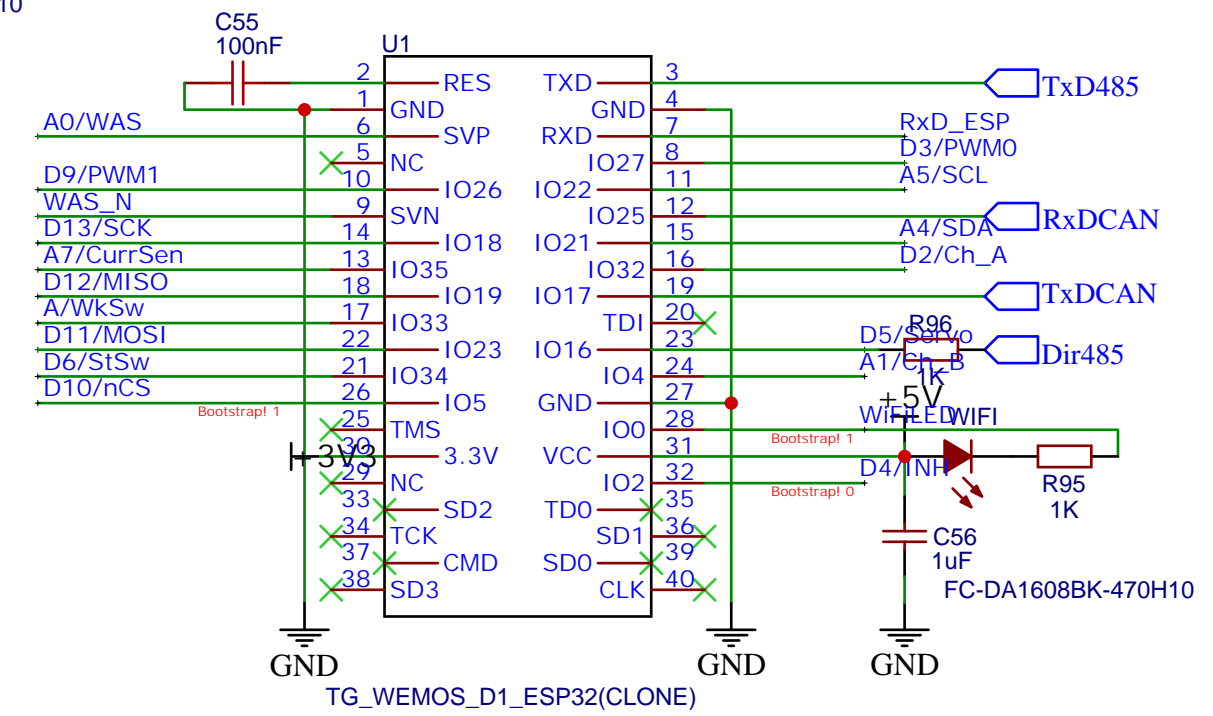 10
C55
100nF
U1
2 RES TXD 3 TxD485
1 GND GND 4
A0/WAS 6 SVP RXD 7 RxD_ESP
5 NC IO27 8 D3/PWM0
D9/PWM1 10 IO26 IO22 11 A5/SCL
WAS_N 9 SVN IO25 12 RxDCAN
D13/SCK 14 IO18 IO21 15 A4/SDA
A7/CurrSen 13 IO35 IO32 16 D2/Ch_A
D12/MISO 18 IO19 IO17 19 TxDCAN
A/WkSw 17 IO33 TDI 20
R96
D11/MOSI 22 IO23 IO16 23 D5/Servo Dir485
D6/StSw 21 IO34 IO4 24 A1/Ch_B
1K
D10/nCS 26 IO5 GND 27 +5V
Bootstrap! 1
25 TMS IO0 28 WiFiLED WIFI
Bootstrap! 1
+3V3 30 3.3V VCC 31
29 NC IO2 32 D4/INH
Bootstrap! 0
R95
1K
33 SD2 TD0 35
34 TCK SD1 36
C56
1uF
37 CMD SD0 39
38 SD3 CLK 40
FC-DA1608BK-470H10
GND GND GND
TG_WEMOS_D1_ESP32(CLONE)